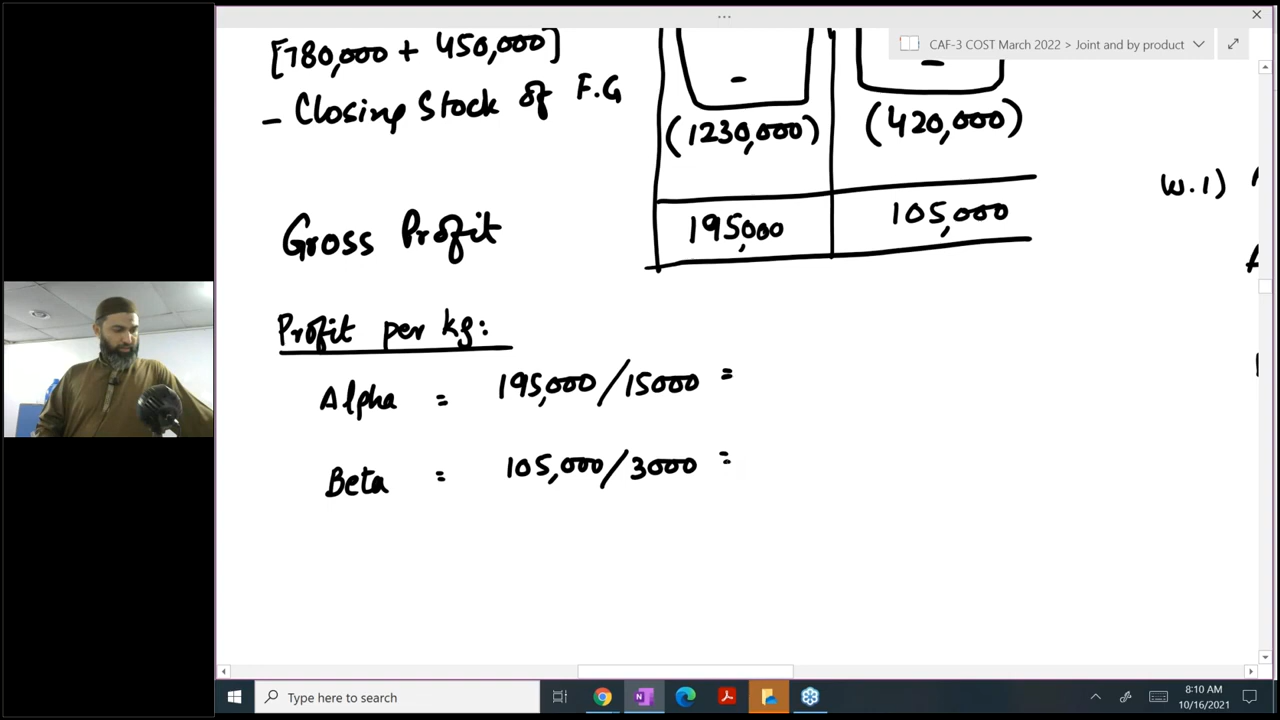 CAF-3 COST March 2022 > Joint and by product
[780,000 + 450,000]
- Closing Stock of F.G
-
-
(1230,000) (420,000)
w.1)
Gross Profit 195,000 105,000
Profit per kg:
Alpha = 195,000/15000 =
Beta = 105,000/3000 =
Type here to search
8:10 AM
10/16/2021